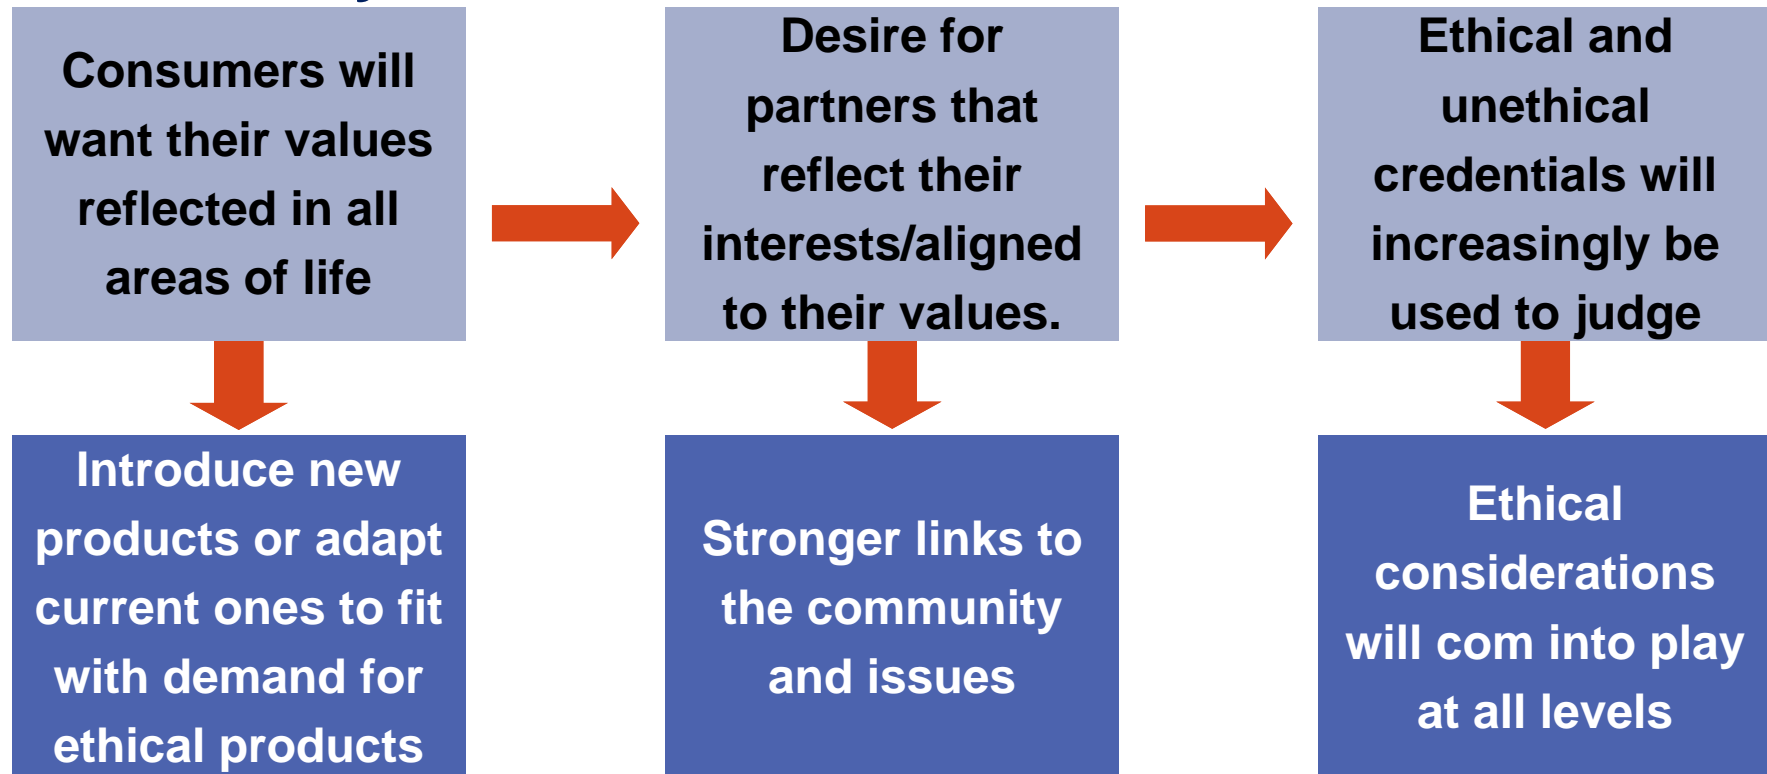 Consumers will
want their values
reflected in all
areas of life
Desire for
partners that
reflect their
interests/aligned
to their values.
Ethical and
unethical
credentials will
increasingly be
used to judge
Introduce new
products or adapt
current ones to fit
with demand for
ethical products
Stronger links to
the community
and issues
Ethical
considerations
will com into play
at all levels